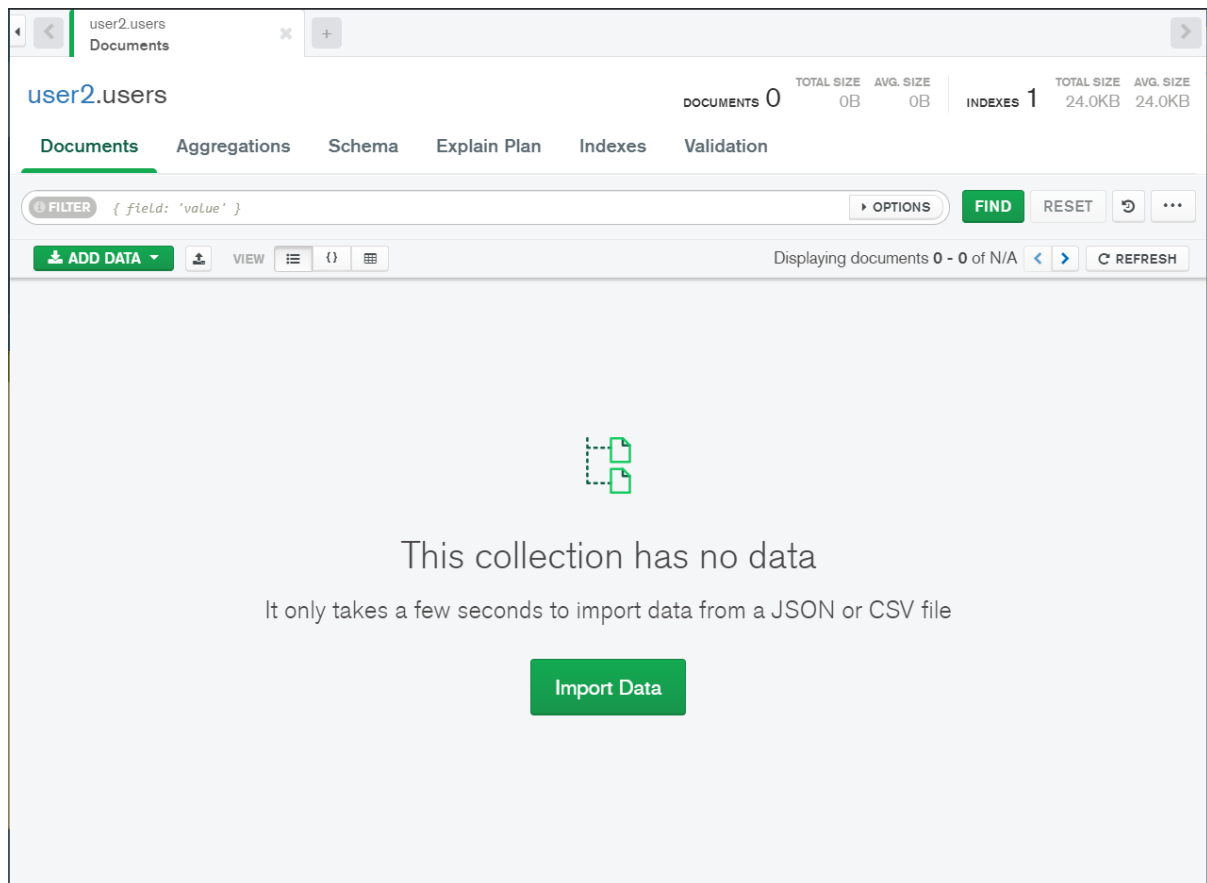 user2.users
Documents
user2.users
DOCUMENTS 0 TOTAL SIZE 0B AVG. SIZE 0B INDEXES 1 TOTAL SIZE 24.0KB AVG. SIZE 24.0KB
Documents Aggregations Schema Explain Plan Indexes Validation
FILTER { field: 'value' } OPTIONS FIND RESET ...
ADD DATA VIEW {} Displaying documents 0 - 0 of N/A < > REFRESH
This collection has no data
It only takes a few seconds to import data from a JSON or CSV file
Import Data